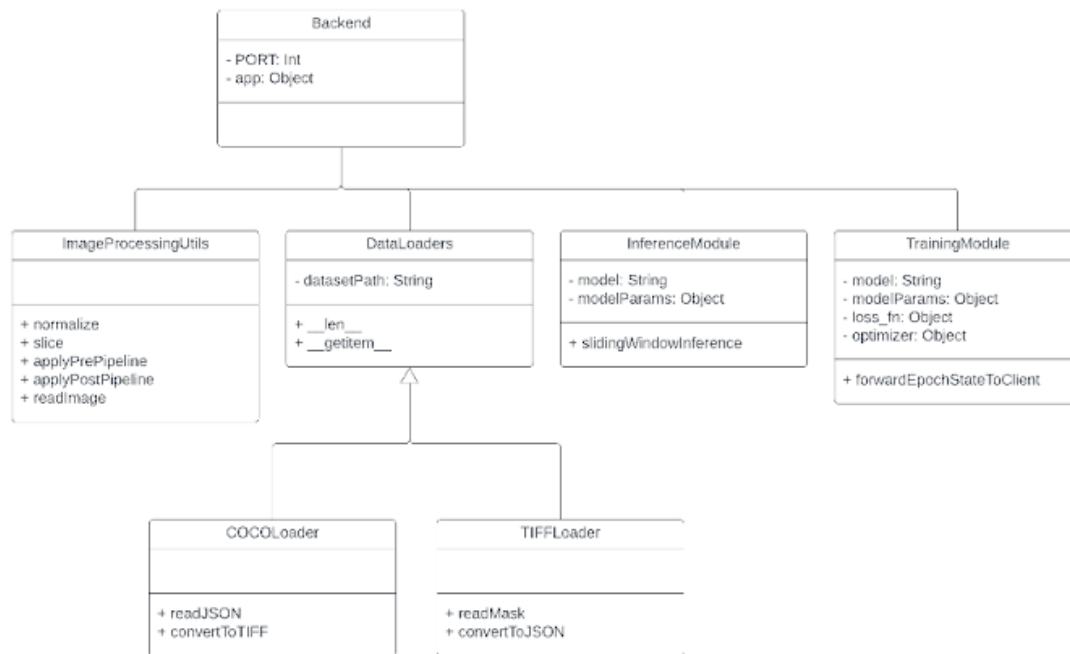 Backend
- PORT: Int
- app: Object
ImageProcessingUtils
+ normalize
+ slice
+ applyPrePipeline
+ applyPostPipeline
+ readImage
DataLoaders
- datasetPath: String
+ __len__
+ __getitem__
InferenceModule
- model: String
- modelParams: Object
+ slidingWindowInference
TrainingModule
- model: String
- modelParams: Object
- loss_fn: Object
- optimizer: Object
+ forwardEpochStateToClient
COCOLoader
+ readJSON
+ convertToTIFF
TIFFLoader
+ readMask
+ convertToJSON